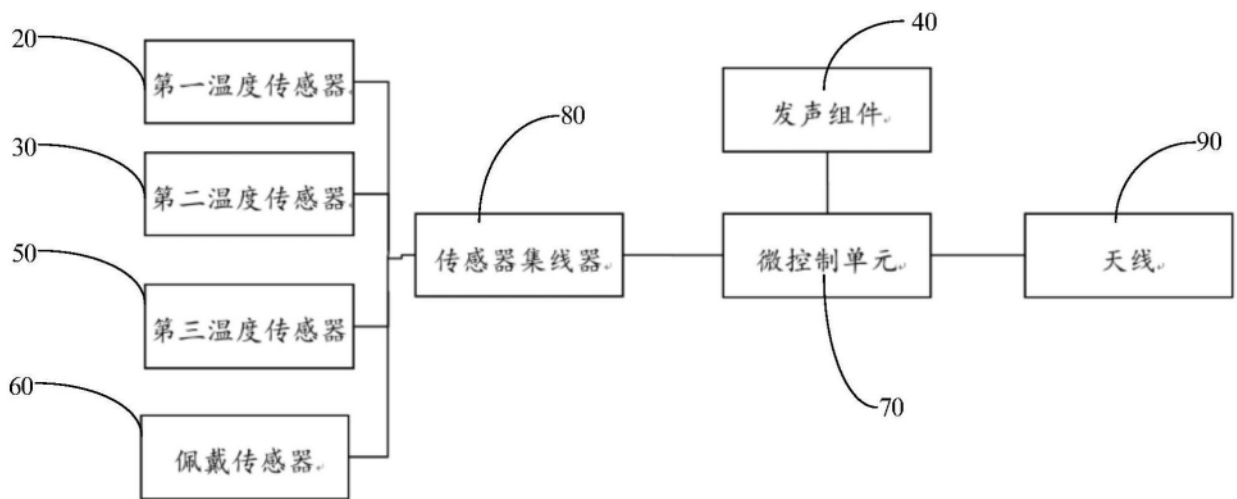 20
第一温度传感器
30
第二温度传感器
50
第三温度传感器
60
佩戴传感器
80
传感器集线器
40
发声组件
微控制单元
70
90
天线